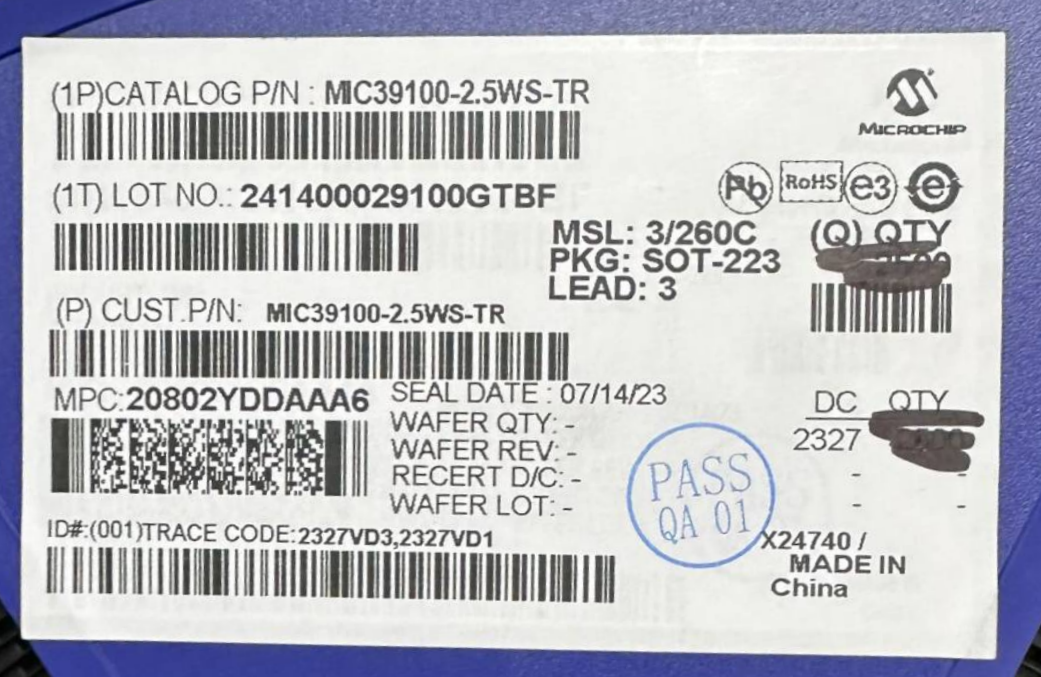 (1P)CATALOG P/N : MIC39100-2.5WS-TR
MICROCHIP
(1T) LOT NO.: 241400029100GTBF
Pb RoHS e3 e
MSL: 3/260C
PKG: SOT-223
LEAD: 3
(Q) QTY
(P) CUST.P/N: MIC39100-2.5WS-TR
MPC:20802YDDAAA6
SEAL DATE : 07/14/23
WAFER QTY: -
WAFER REV: -
RECERT D/C: -
WAFER LOT: -
DC QTY
2327
- -
- -
PASS
QA 01
ID#:(001)TRACE CODE:2327VD3,2327VD1
X24740 /
MADE IN
China